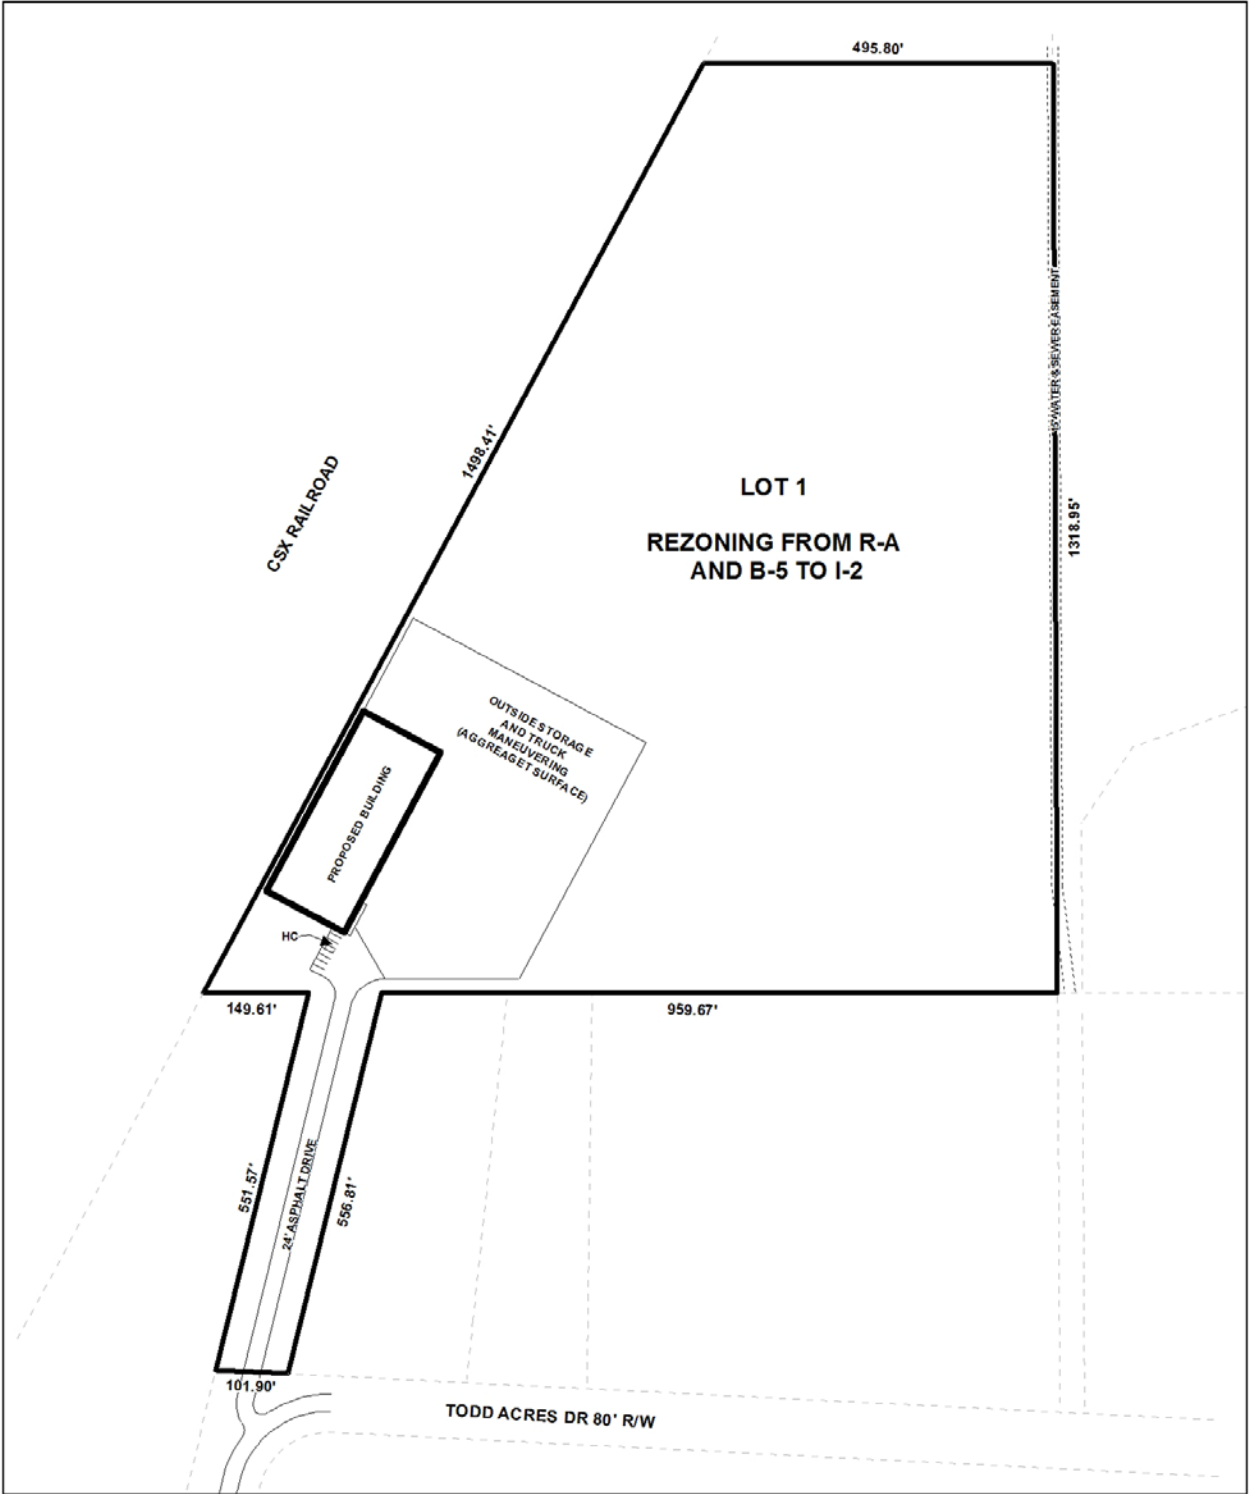 495.80'
15' WATER & SEWER EASEMENT
1498.41'
CSX RAILROAD
LOT 1
REZONING FROM R-A
AND B-5 TO I-2
1318.95'
OUTSIDE STORAGE
AND TRUCK
MANEUVERING
(AGGREAGET SURFACE)
PROPOSED BUILDING
HC
149.61'
959.67'
551.57'
24' ASPHALT DRIVE
556.81'
101.90'
TODD ACRES DR 80' R/W